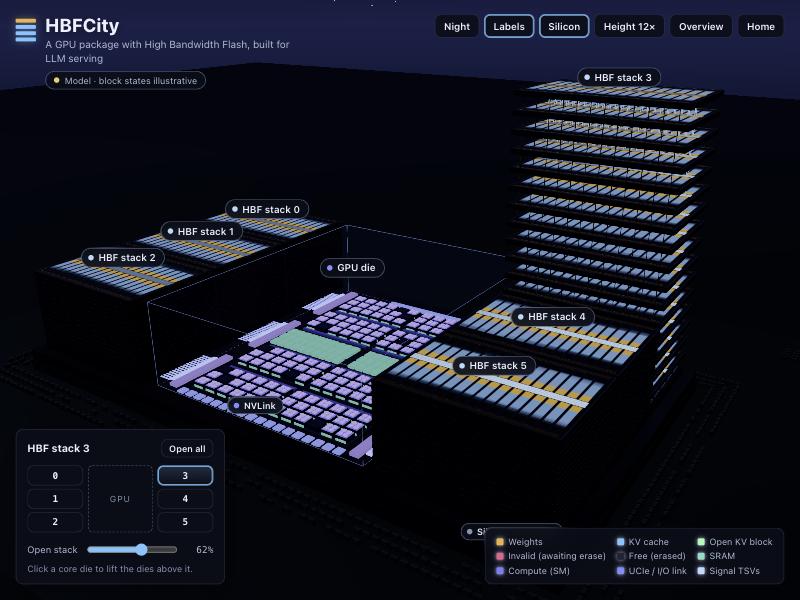 HBFCity
A GPU package with High Bandwidth Flash, built for
LLM serving
Model · block states illustrative
Night
Labels
Silicon
Height 12×
Overview
Home
HBF stack 3
HBF stack 0
HBF stack 1
HBF stack 2
GPU die
HBF stack 4
HBF stack 5
NVLink
HBF stack 3
Open all
0
1
2
GPU
3
4
5
Open stack
62%
Click a core die to lift the dies above it.
Weights
KV cache
Open KV block
Invalid (awaiting erase)
Free (erased)
SRAM
Compute (SM)
UCIe / I/O link
Signal TSVs